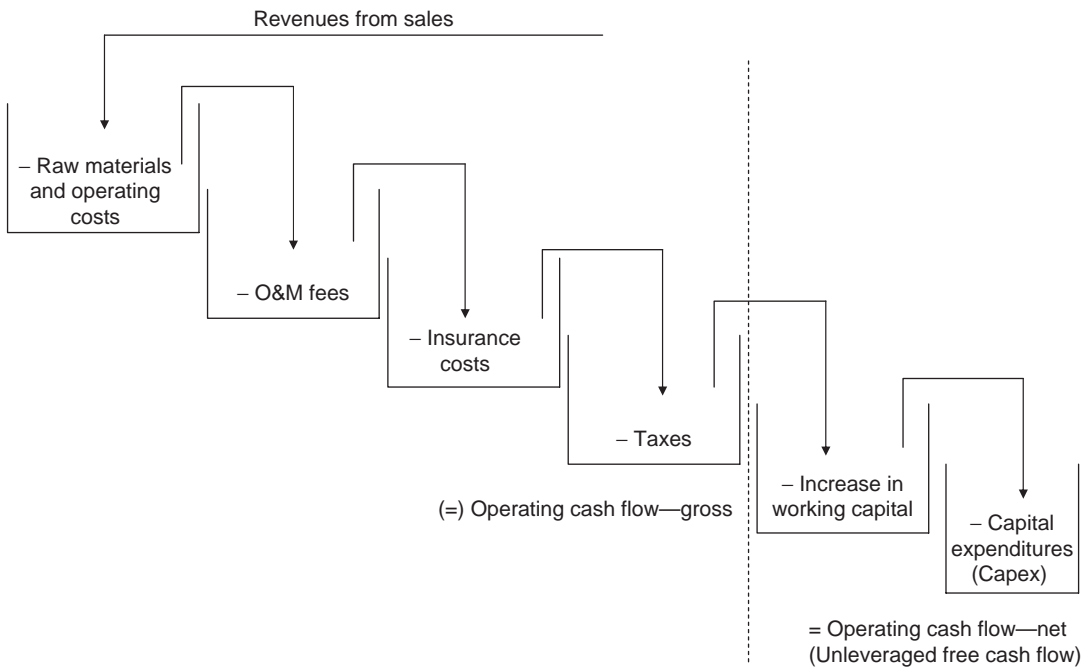 Revenues from sales
– Raw materials
and operating
costs
– O&M fees
– Insurance
costs
– Taxes
(=) Operating cash flow—gross
– Increase in
working capital
– Capital
expenditures
(Capex)
= Operating cash flow—net
(Unleveraged free cash flow)